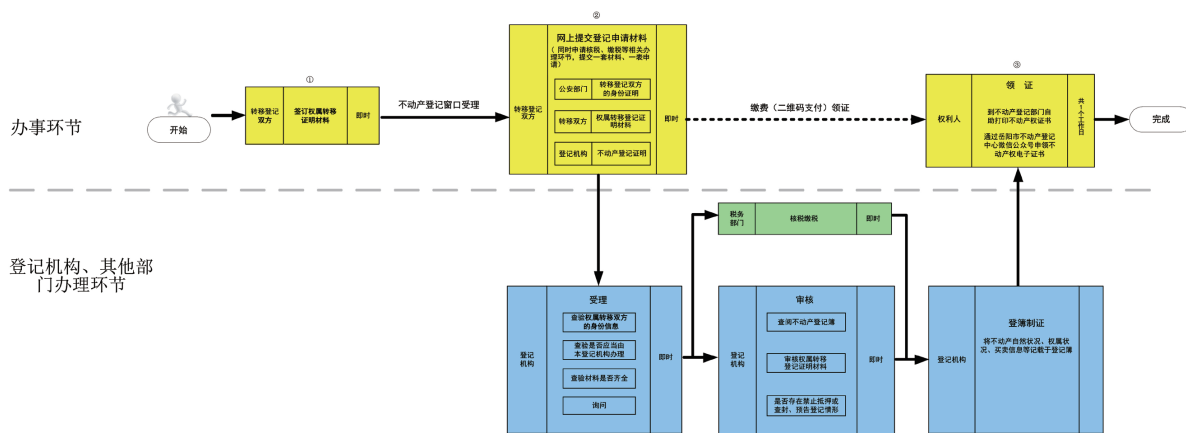 办事环节
开始
①
转移登记
双方
签订权属转移
证明材料
即时
不动产登记窗口受理
②
转移登记
双方
网上提交登记申请材料
（ 同时申请核税、缴税等相关办
理环节，提交一套材料、一表
申请）
公安部门
转移登记双方
的身份证明
转移双方
权属转移登记证
明材料
登记机构
不动产登记证明
即时
缴费（二维码支付）领证
③
权利人
领 证
到不动产登记部门自
助打印不动产权证书
通过岳阳市不动产登记
中心微信公众号申领不
动产权电子证书
共1个工作日
完成
登记机构、其他部
门办理环节
税务
部门
核税缴税
即时
登记
机构
受理
查验权属转移双方
的身份信息
查验是否应当由
本登记机构办理
查验材料是否齐全
询问
即时
登记
机构
审核
查阅不动产登记簿
审核权属转移
登记证明材料
是否存在禁止抵押或
查封、预告登记情形
即时
登记机构
登簿制证
将不动产自然状况、权属状
况、买卖信息等记载于登记簿